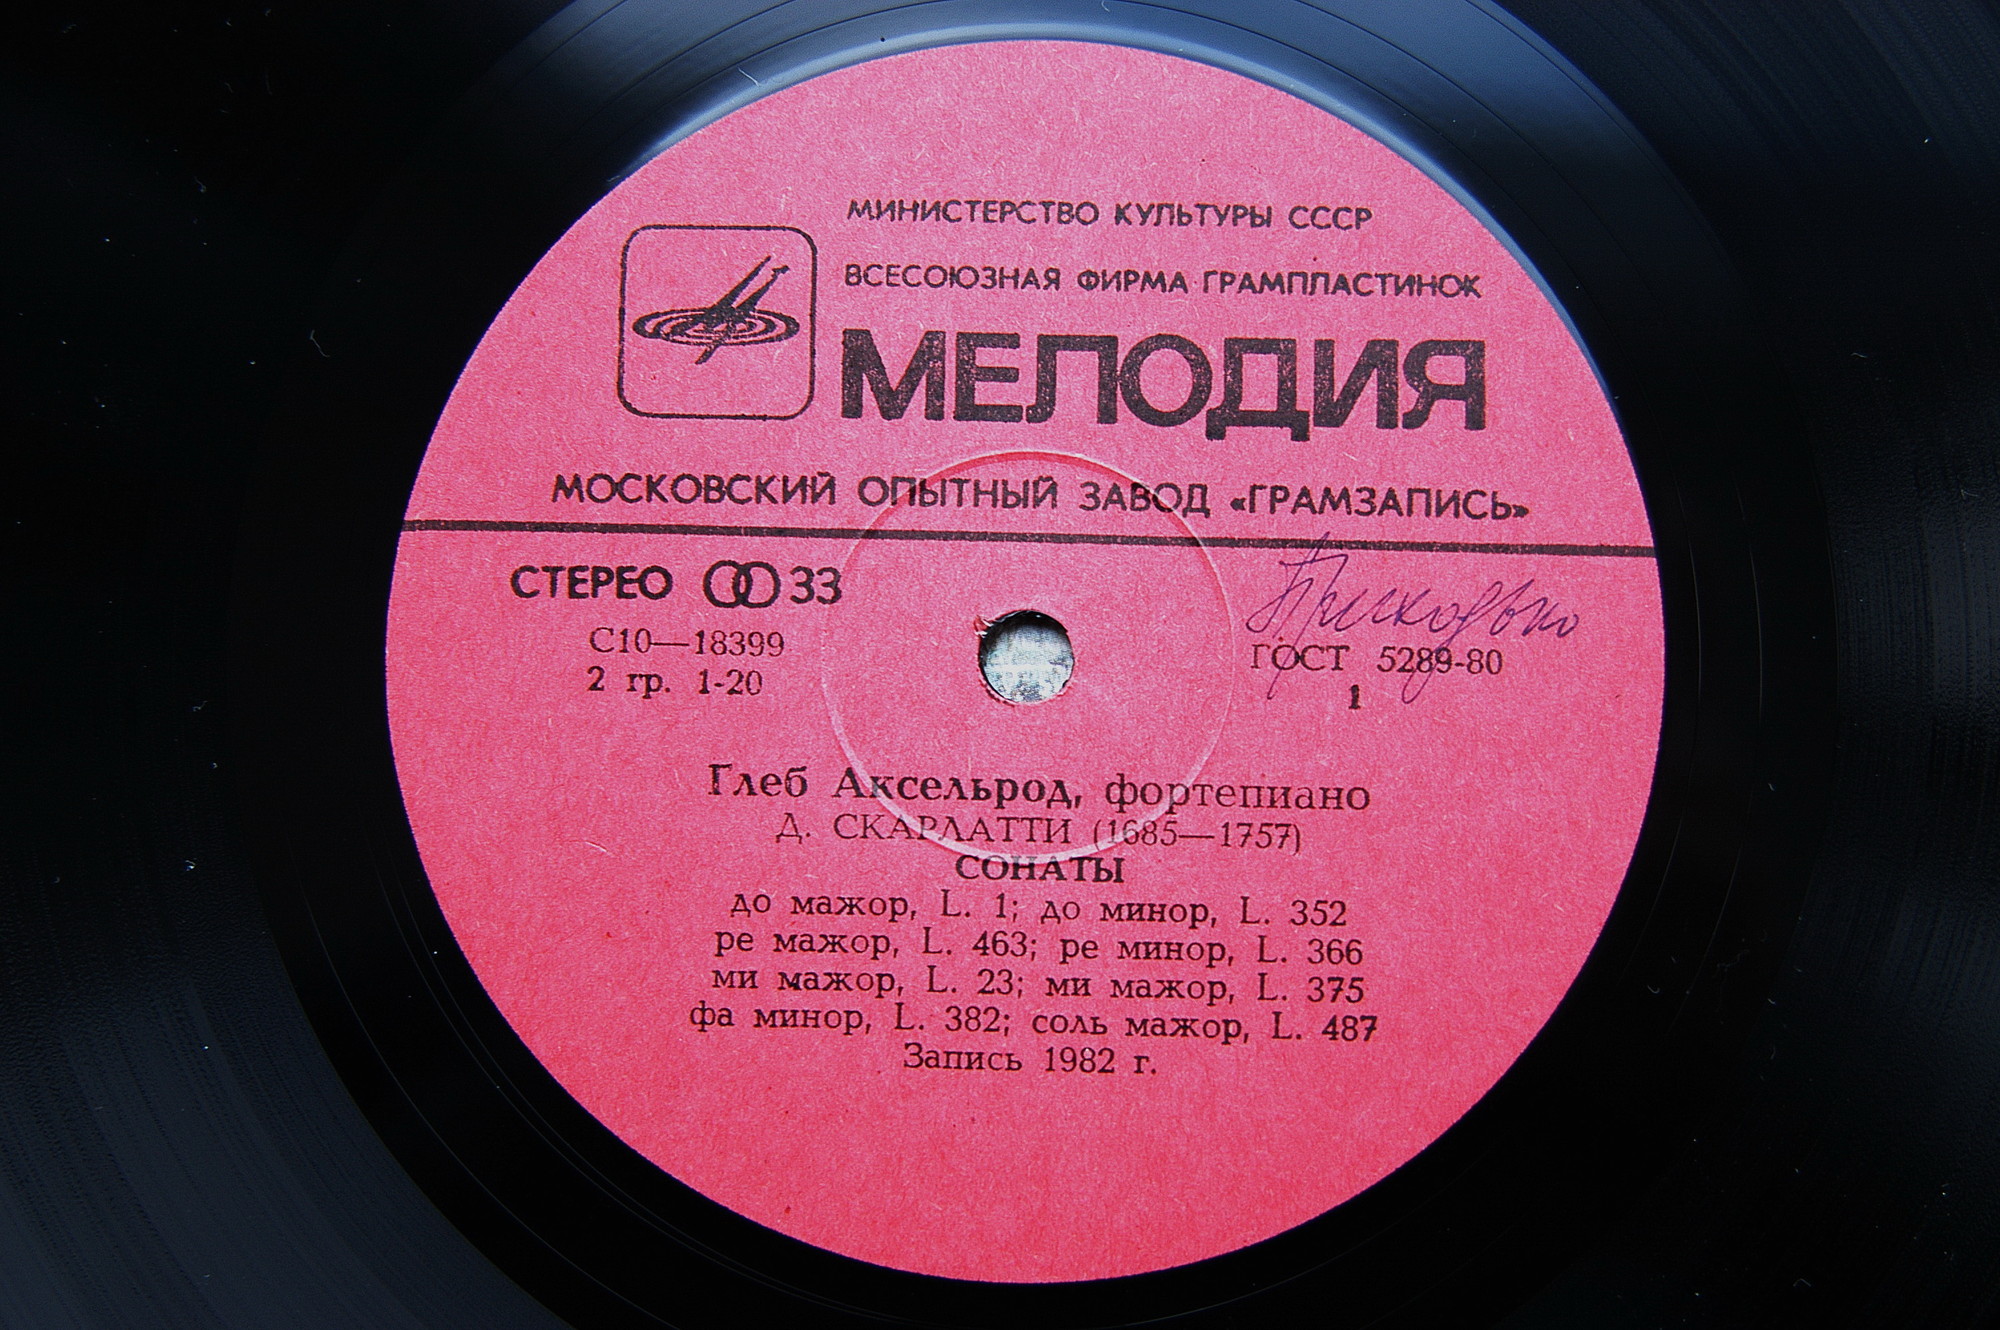 МИНИСТЕРСТВО КУЛЬТУРЫ СССР
ВСЕСОЮЗНАЯ ФИРМА ГРАМПЛАСТИНОК
МЕЛОДИЯ
МОСКОВСКИЙ ОПЫТНЫЙ ЗАВОД «ГРАМЗАПИСЬ»
СТЕРЕО 33
С10—18399
2 гр. 1-20
ГОСТ 5289-80
1
Глеб Аксельрод, фортепиано
Д. СКАРЛАТТИ (1685—1757)
СОНАТЫ
до мажор, L. 1; до минор, L. 352
ре мажор, L. 463; ре минор, L. 366
ми мажор, L. 23; ми мажор, L. 375
фа минор, L. 382; соль мажор, L. 487
Запись 1982 г.